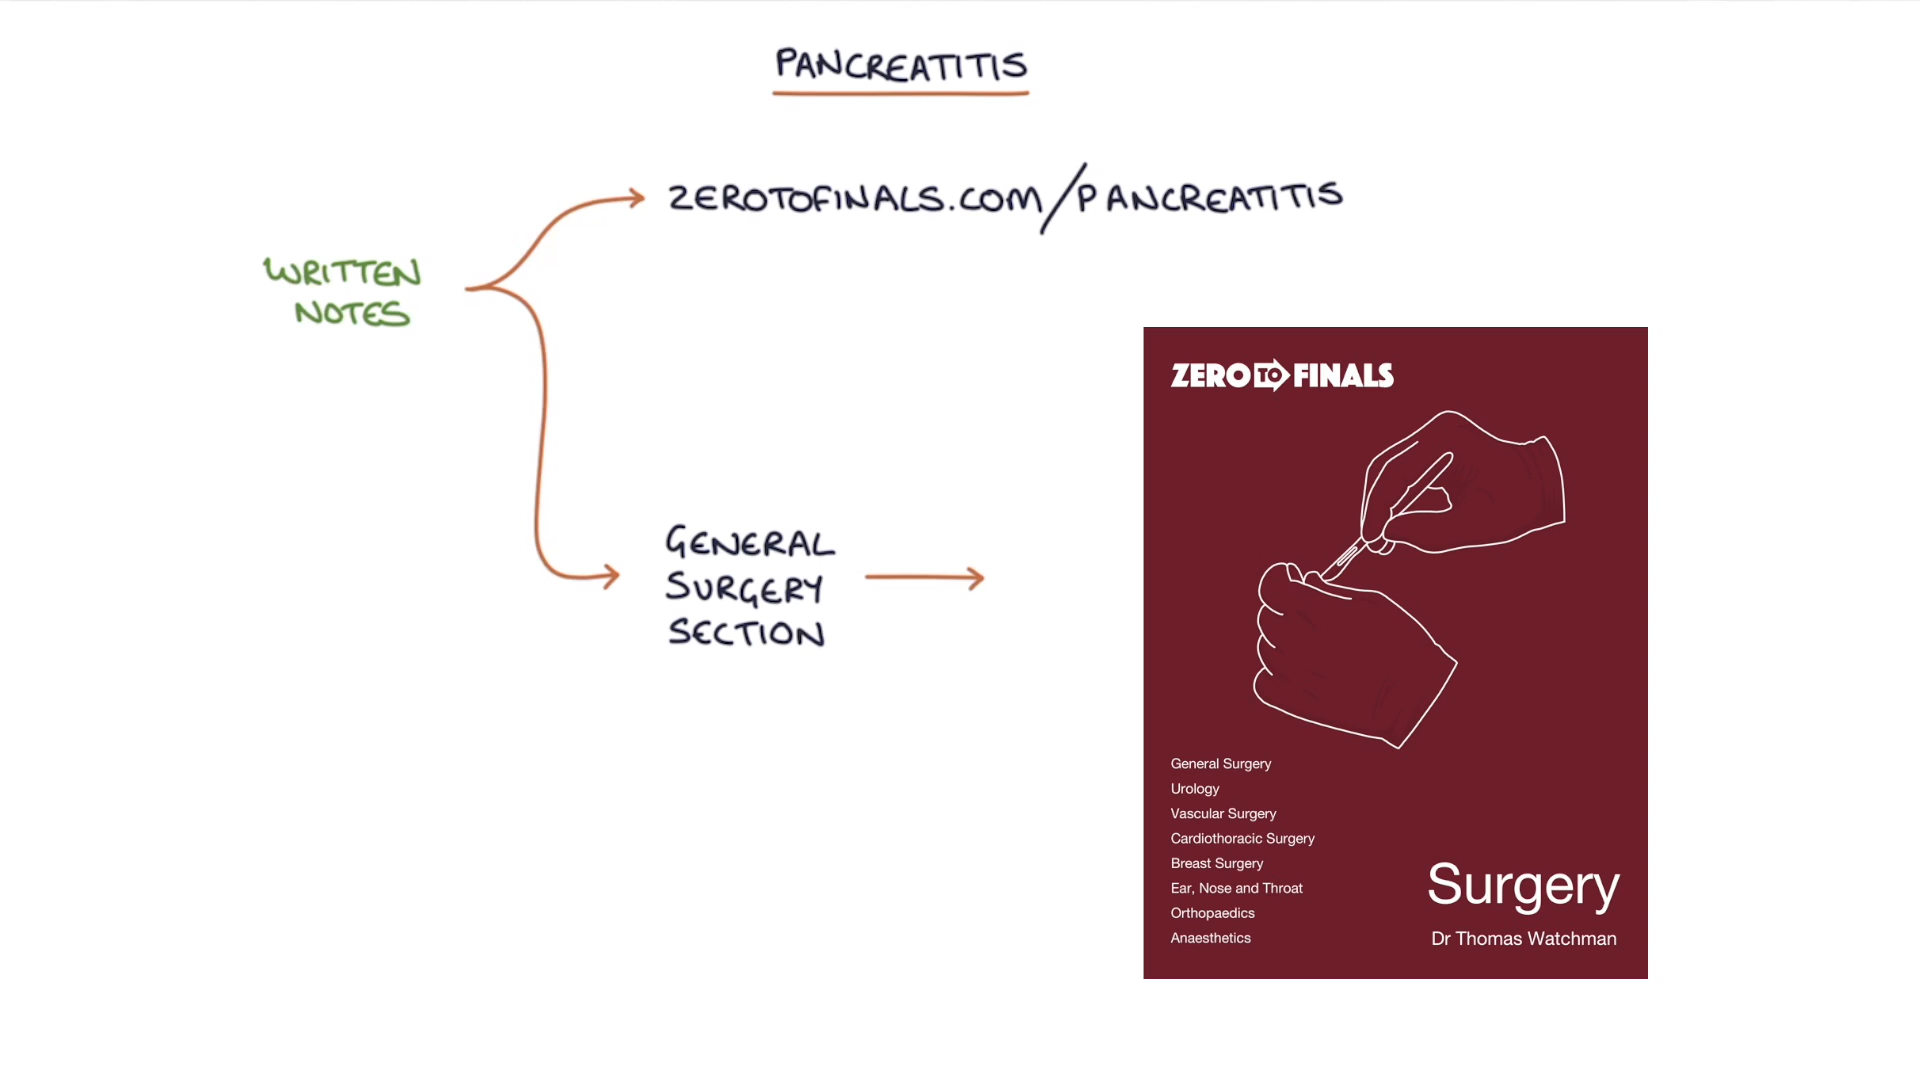 PANCREATITIS
ZEROTOFINALS.COM/PANCREATITIS
WRITTEN
NOTES
GENERAL
SURGERY
SECTION
ZERO TO FINALS
General Surgery
Urology
Vascular Surgery
Cardiothoracic Surgery
Breast Surgery
Ear, Nose and Throat
Orthopaedics
Anaesthetics
Surgery
Dr Thomas Watchman